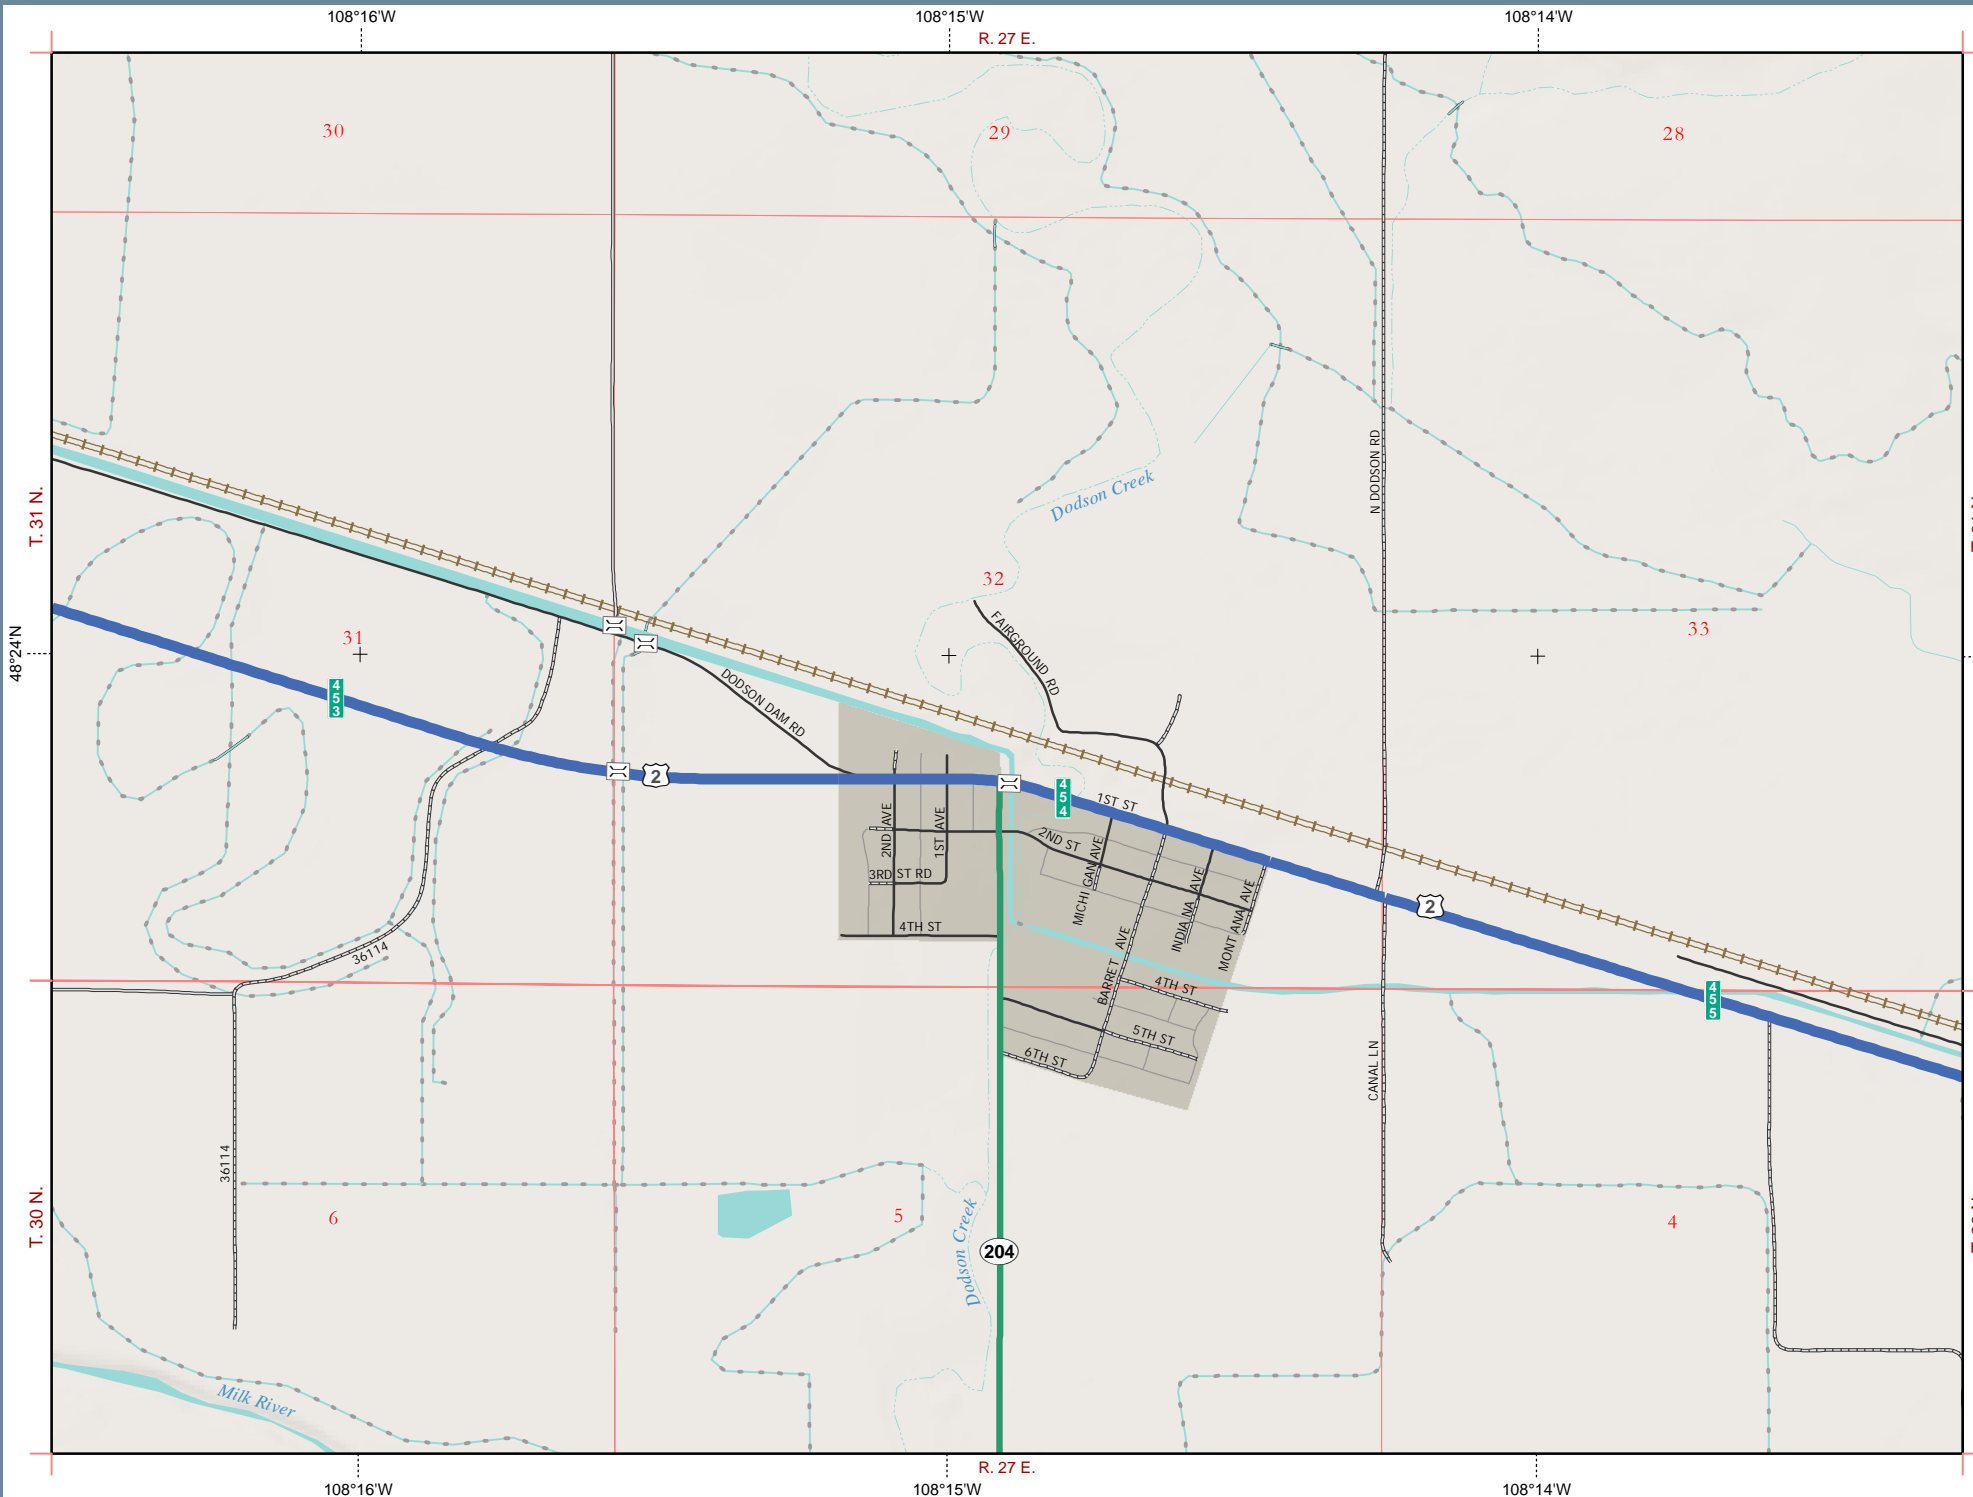 108°16'W
108°15'W
108°14'W
R. 27 E.
30
29
28
T. 31 N.
N DODSON RD
Dodson Creek
32
FAIRGROUND RD
31
33
48°24'N
453
DODSON DAM RD
2
454
1ST ST
2ND AVE
1ST AVE
2ND ST
MICHIGAN AVE
3RD ST RD
INDIANA AVE
MONTANA AVE
2
4TH ST
BARRET AVE
36114
4TH ST
455
5TH ST
6TH ST
CANAL LN
36114
T. 30 N.
6
5
4
Dodson Creek
204
Milk River
R. 27 E.
108°16'W
108°15'W
108°14'W